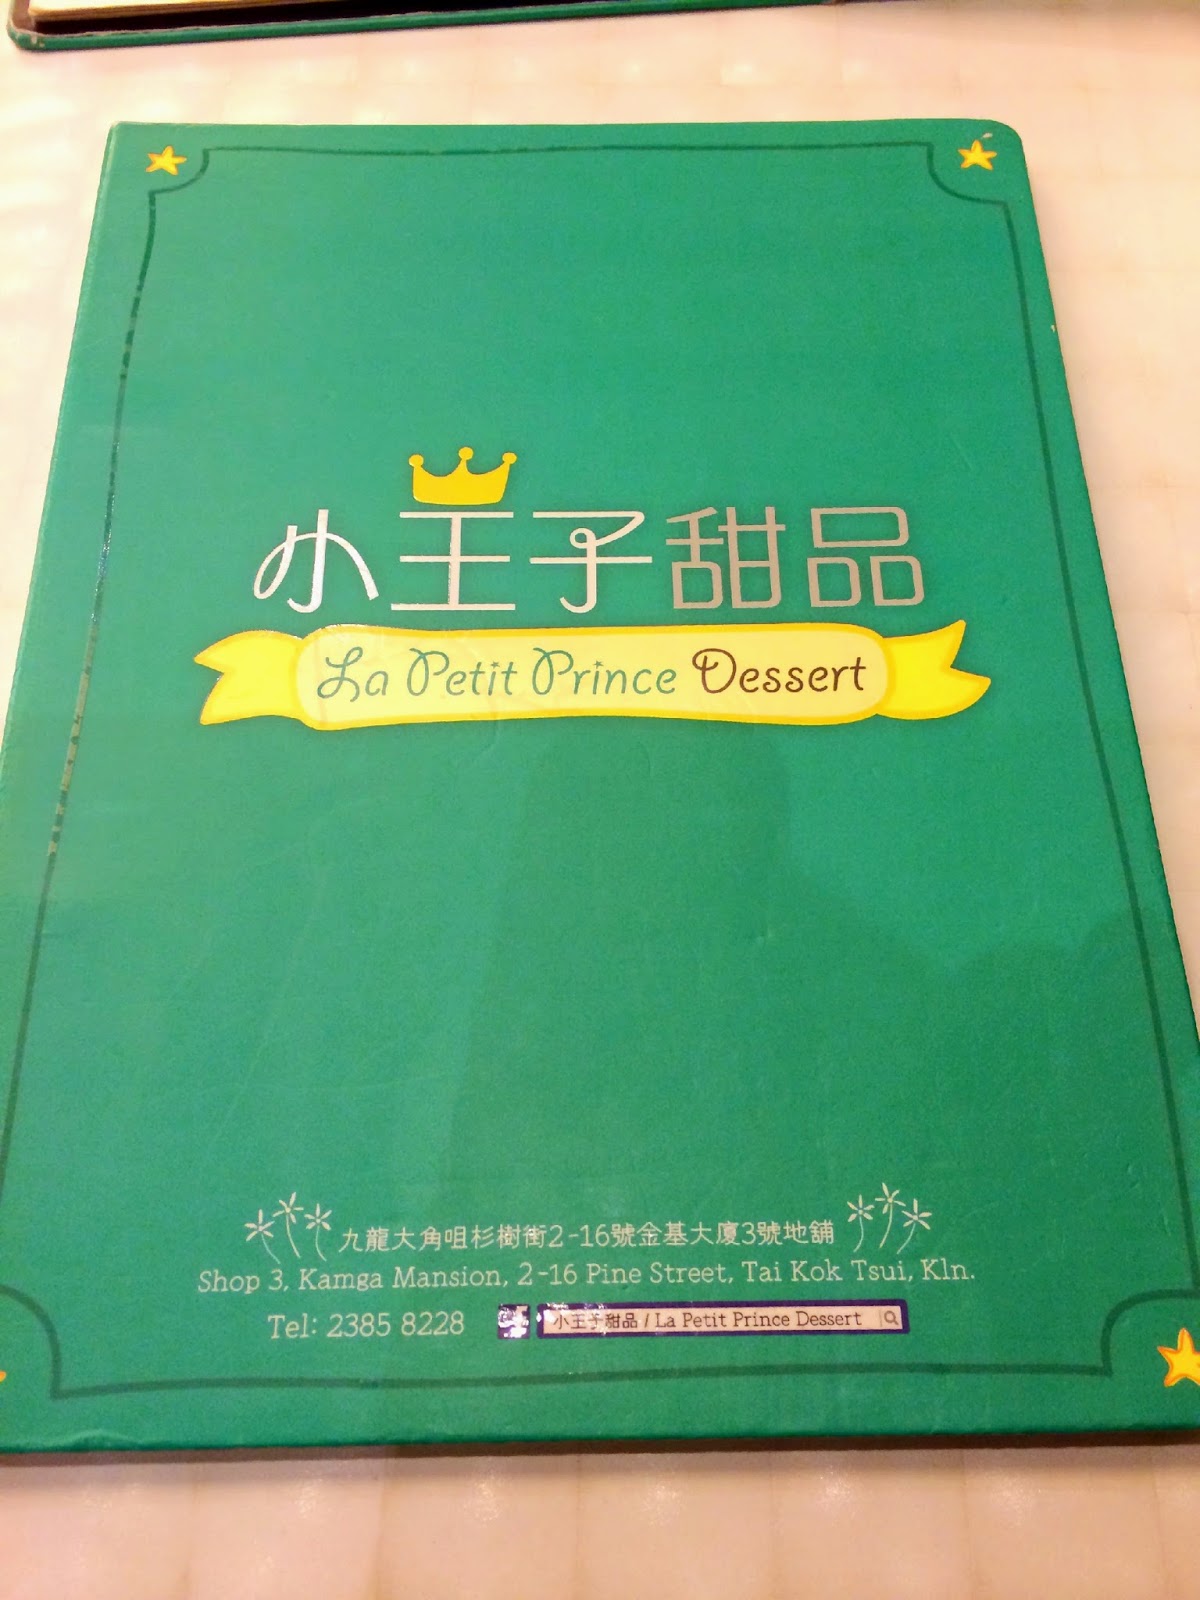 小王子甜品
La Petit Prince Dessert
九龍大角咀杉樹街2-16號金基大廈3號地舖
Shop 3, Kamga Mansion, 2-16 Pine Street, Tai Kok Tsui, Kln.
Tel: 2385 8228 小王子甜品 / La Petit Prince Dessert